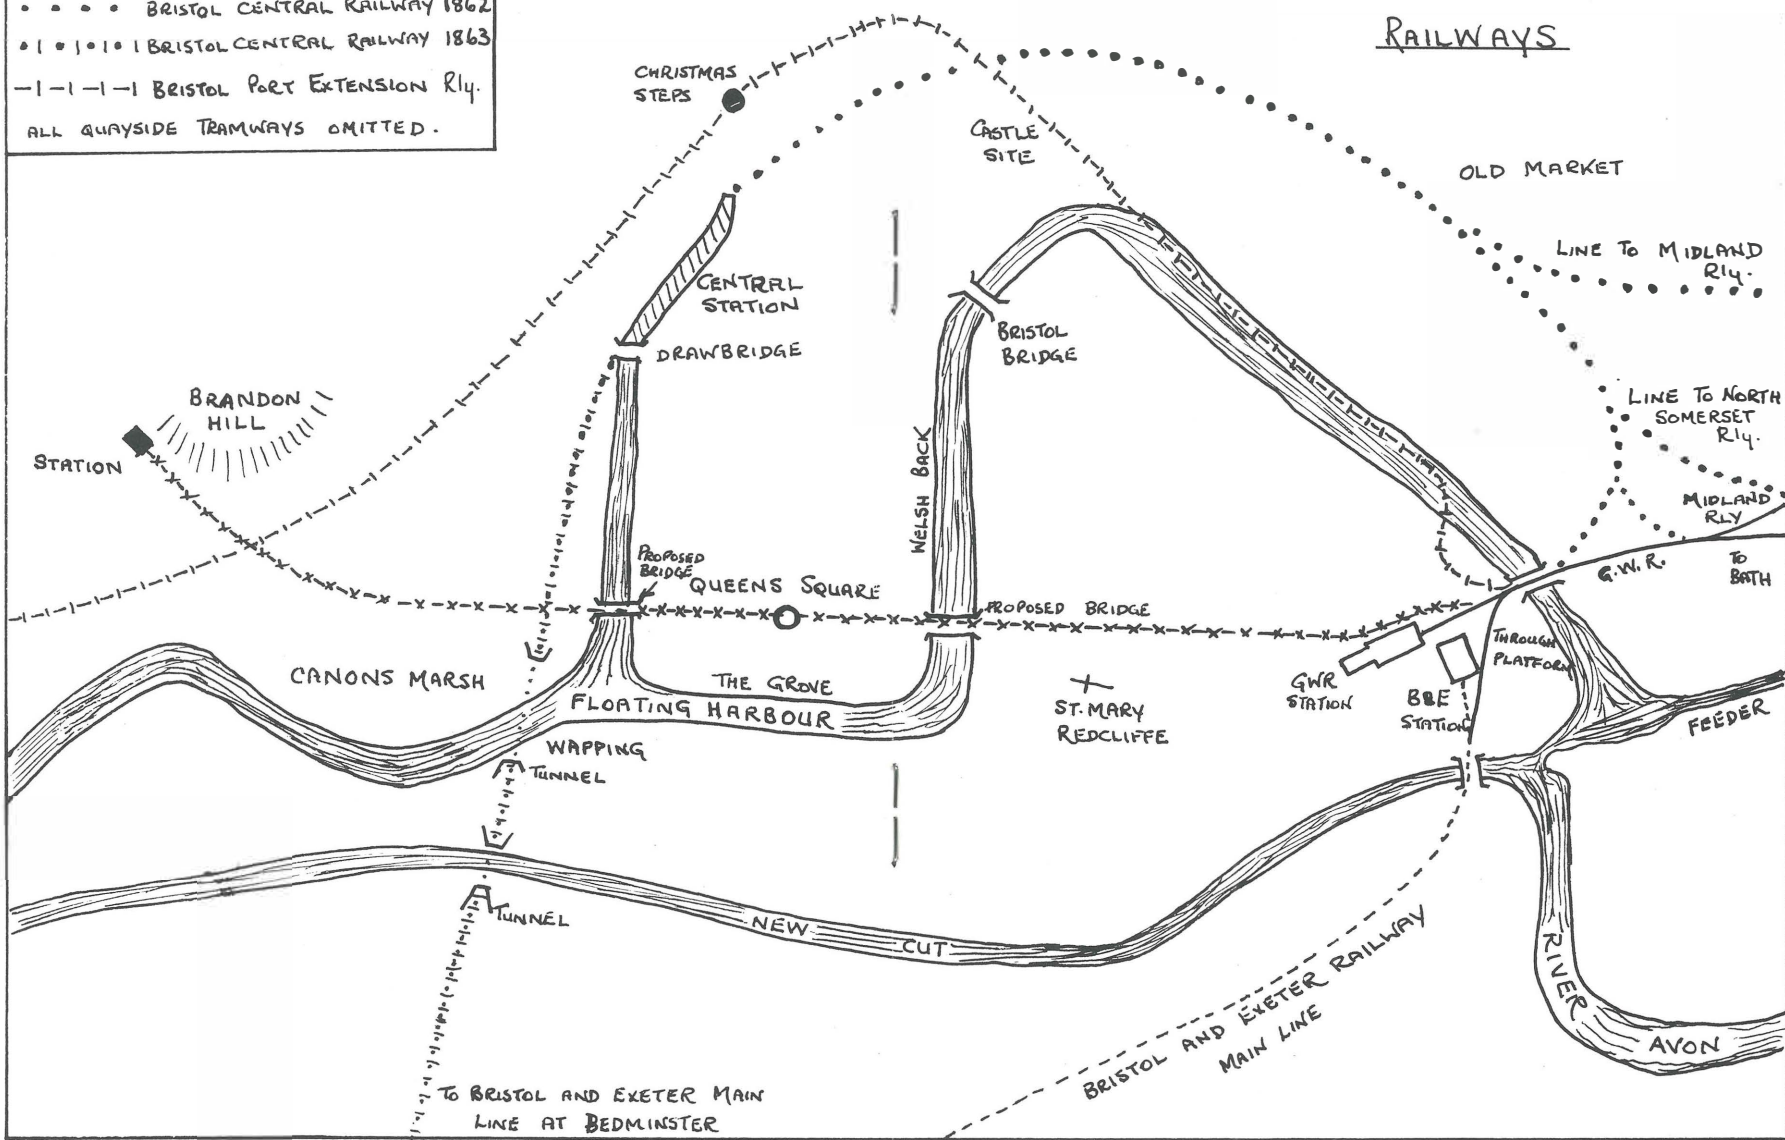 BRISTOL CENTRAL RAILWAY 1862
BRISTOL CENTRAL RAILWAY 1863
BRISTOL PORT EXTENSION Rly.
ALL QUAYSIDE TRAMWAYS OMITTED.
RAILWAYS
CHRISTMAS
STEPS
CASTLE
SITE
OLD MARKET
LINE TO MIDLAND
Rly.
CENTRAL
STATION
DRAWBRIDGE
BRISTOL
BRIDGE
BRANDON
HILL
STATION
LINE TO NORTH
SOMERSET
Rly.
WELSH BACK
MIDLAND
RLY
G.W.R.
TO
BATH
PROPOSED
BRIDGE
QUEENS SQUARE
PROPOSED BRIDGE
THROUGH
PLATFORM
CANONS MARSH
THE GROVE
FLOATING HARBOUR
GWR
STATION
B&E
STATION
ST. MARY
REDCLIFFE
FEEDER
WAPPING
TUNNEL
TUNNEL
NEW CUT
RIVER
AVON
BRISTOL AND EXETER RAILWAY
MAIN LINE
TO BRISTOL AND EXETER MAIN
LINE AT BEDMINSTER